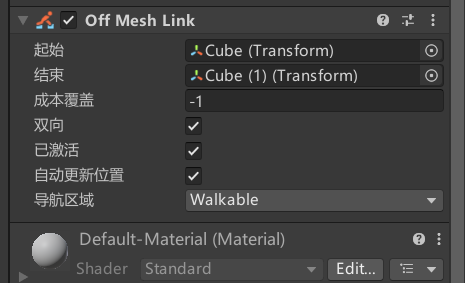 Off Mesh Link
起始 Cube (Transform)
结束 Cube (1) (Transform)
成本覆盖 -1
双向
已激活
自动更新位置
导航区域 Walkable
Default-Material (Material)
Shader Standard Edit...